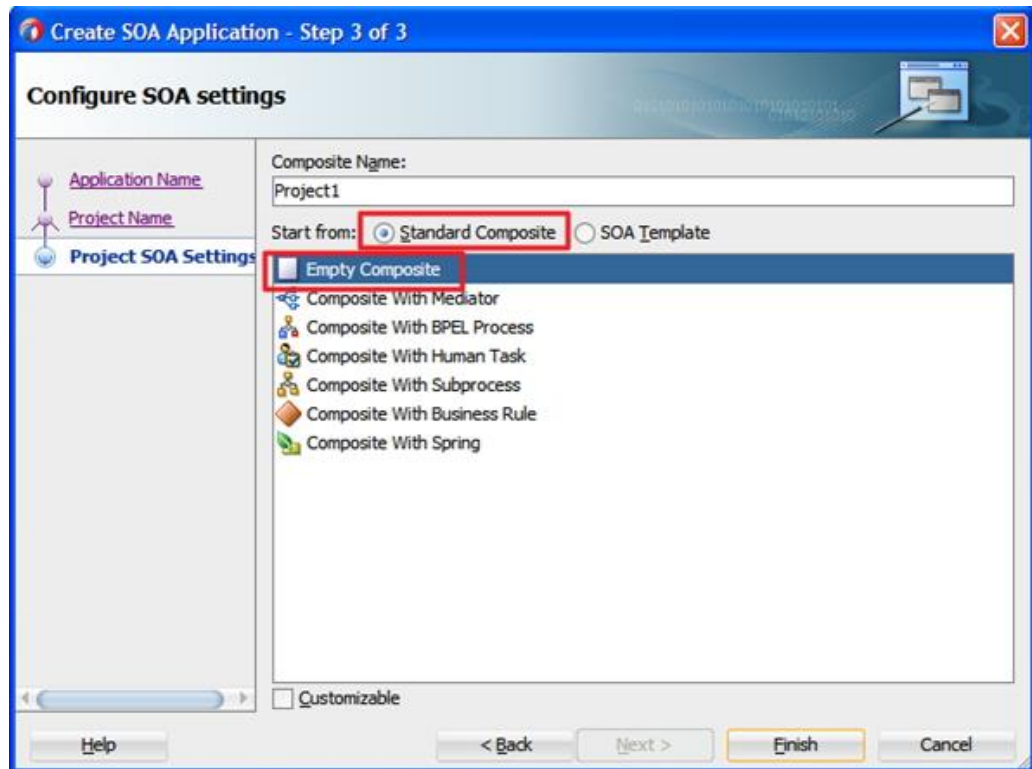 Create SOA Application - Step 3 of 3
Configure SOA settings
Application Name
Project Name
Project SOA Settings
Composite Name:
Project1
Start from: Standard Composite SOA Template
Empty Composite
Composite With Mediator
Composite With BPEL Process
Composite With Human Task
Composite With Subprocess
Composite With Business Rule
Composite With Spring
Customizable
Help < Back Next > Finish Cancel